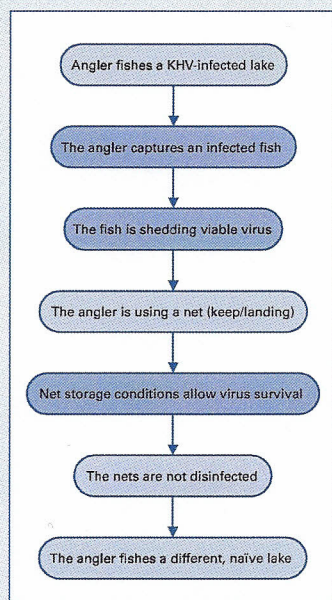 Angler fishes a KHV-infected lake
The angler captures an infected fish
The fish is shedding viable virus
The angler is using a net (keep/landing)
Net storage conditions allow virus survival
The nets are not disinfected
The angler fishes a different, naïve lake